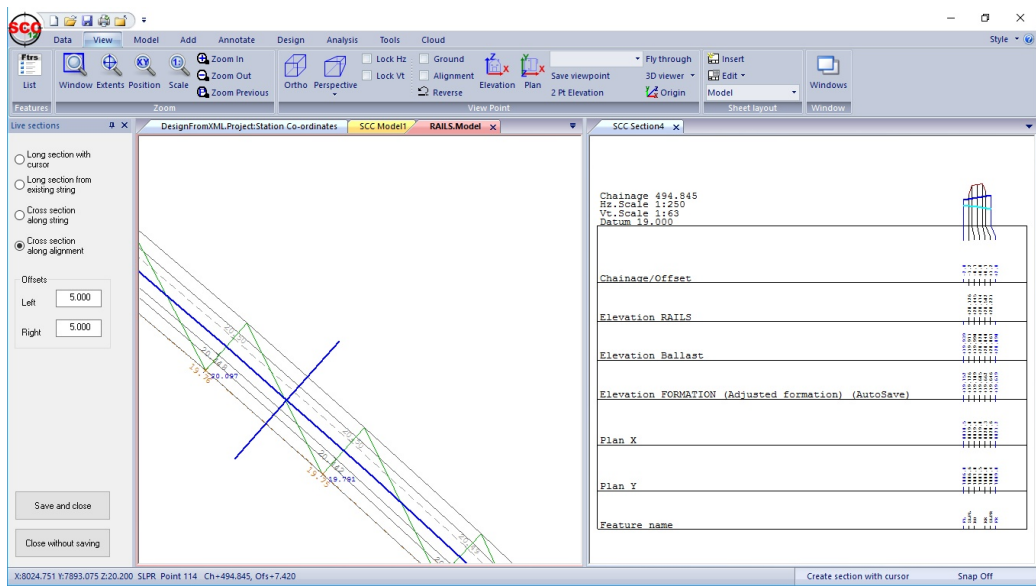 SCC
12
Data View Model Add Annotate Design Analysis Tools Cloud Style
Ftrs
List
Window Extents Position Scale
Zoom In
Zoom Out
Zoom Previous
Ortho Perspective
Lock Hz
Lock Vt
Ground
Alignment
Reverse
Elevation Plan
Save viewpoint
2 Pt Elevation
Fly through
3D viewer
Origin
Insert
Edit
Model
Windows
Features Zoom View Point Sheet layout Window
Live sections
DesignFromXML.Project:Station Co-ordinates SCC Model1 RAILS.Model x
SCC Section4 x
Long section with
cursor
Long section from
existing string
Cross section
along string
Cross section
along alignment
Offsets
Left 5.000
Right 5.000
Save and close
Close without saving
20.097
19.791
Chainage 494.845
Hz.Scale 1:250
Vt.Scale 1:63
Datum 19.000
Chainage/Offset
Elevation RAILS
Elevation Ballast
Elevation FORMATION (Adjusted formation) (AutoSave)
Plan X
Plan Y
Feature name
X:8024.751 Y:7893.075 Z:20.200 SLPR Point 114 Ch+494.845, Ofs+7.420
Create section with cursor Snap Off